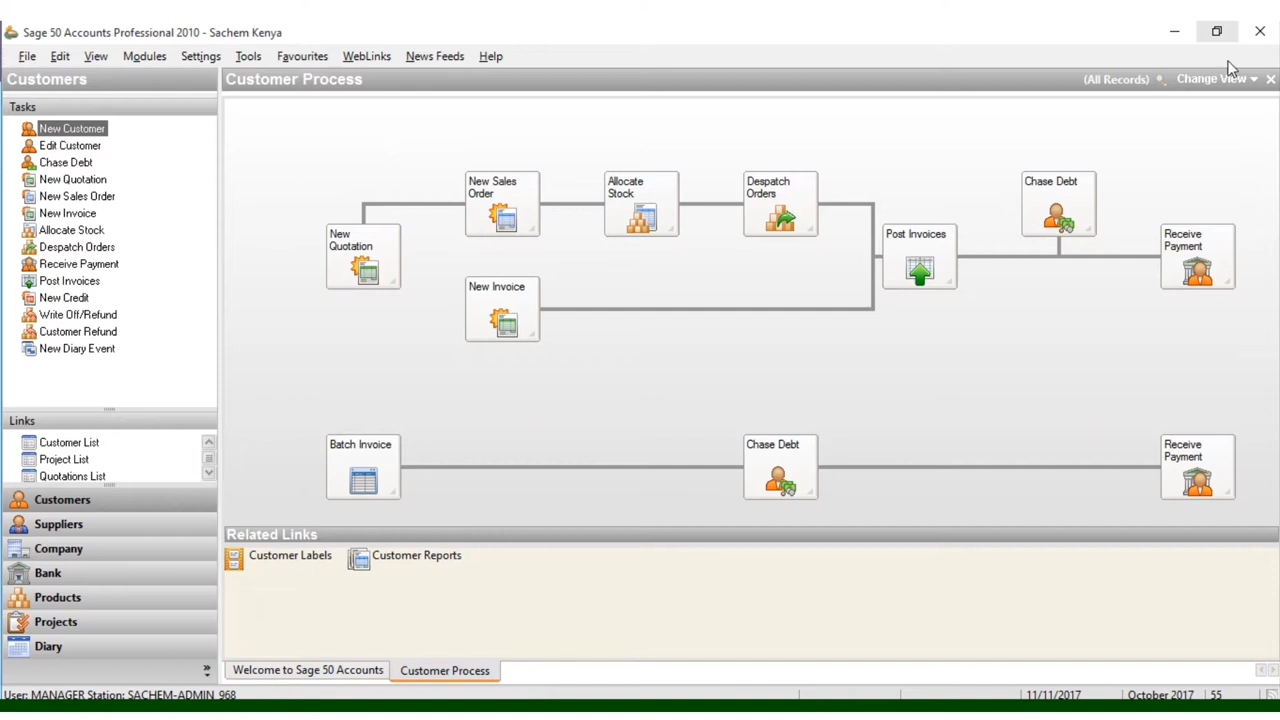 Sage 50 Accounts Professional 2010 - Sachem Kenya
File Edit View Modules Settings Tools Favourites WebLinks News Feeds Help
Customers
Customer Process
(All Records)
Change View
Tasks
New Customer
Edit Customer
Chase Debt
New Quotation
New Sales Order
New Invoice
Allocate Stock
Despatch Orders
Receive Payment
Post Invoices
New Credit
Write Off/Refund
Customer Refund
New Diary Event
Links
Customer List
Project List
Quotations List
Customers
Suppliers
Company
Bank
Products
Projects
Diary
New
Quotation
New Sales
Order
Allocate
Stock
Despatch
Orders
New Invoice
Post Invoices
Chase Debt
Receive
Payment
Batch Invoice
Chase Debt
Receive
Payment
Related Links
Customer Labels
Customer Reports
Welcome to Sage 50 Accounts
Customer Process
User: MANAGER Station: SACHEM-ADMIN_968
11/11/2017
October 2017
55